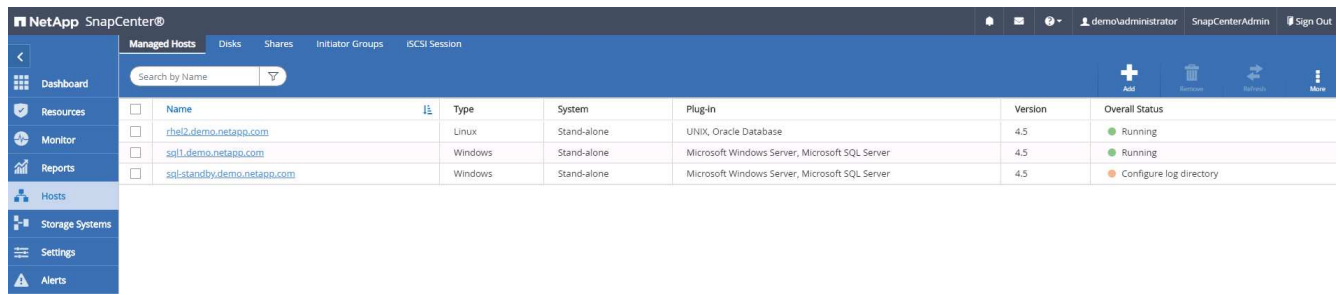 NetApp SnapCenter® demo\administrator SnapCenterAdmin Sign Out
Managed Hosts Disks Shares Initiator Groups iSCSI Session
Search by Name Add Remove Refresh More
Dashboard
Resources
Monitor
Reports
Hosts
Storage Systems
Settings
Alerts
Name Type System Plug-in Version Overall Status
rhel2.demo.netapp.com Linux Stand-alone UNIX, Oracle Database 4.5 Running
sql1.demo.netapp.com Windows Stand-alone Microsoft Windows Server, Microsoft SQL Server 4.5 Running
sql-standby.demo.netapp.com Windows Stand-alone Microsoft Windows Server, Microsoft SQL Server 4.5 Configure log directory